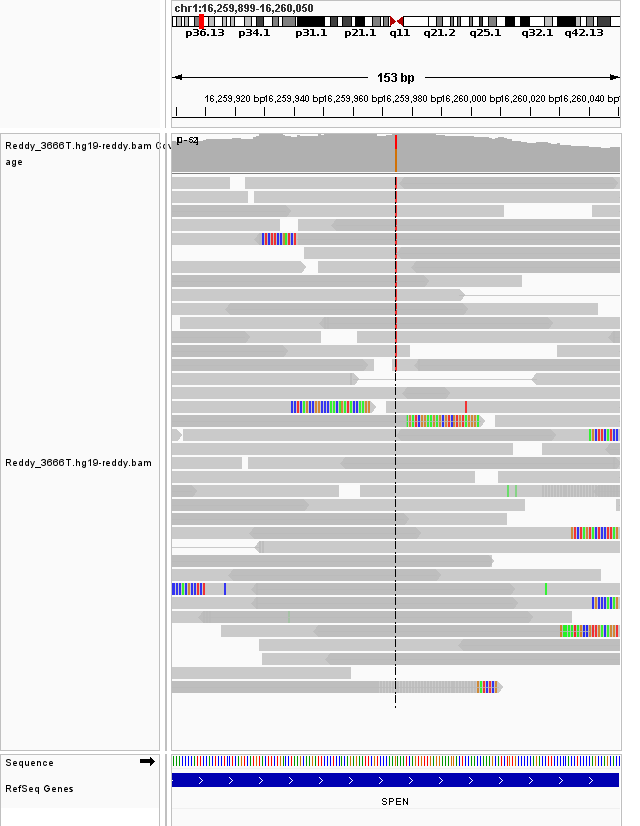 chr1:16,259,899-16,260,050
p36.13 p34.1 p31.1 p21.1 q11 q21.2 q25.1 q32.1 q42.13
153 bp
16,259,920 bp 16,259,940 bp 16,259,960 bp 16,259,980 bp 16,260,000 bp 16,260,020 bp 16,260,040 bp
Reddy_3666T.hg19-reddy.bam Cov
age
[0-62]
Reddy_3666T.hg19-reddy.bam
Sequence
RefSeq Genes
SPEN